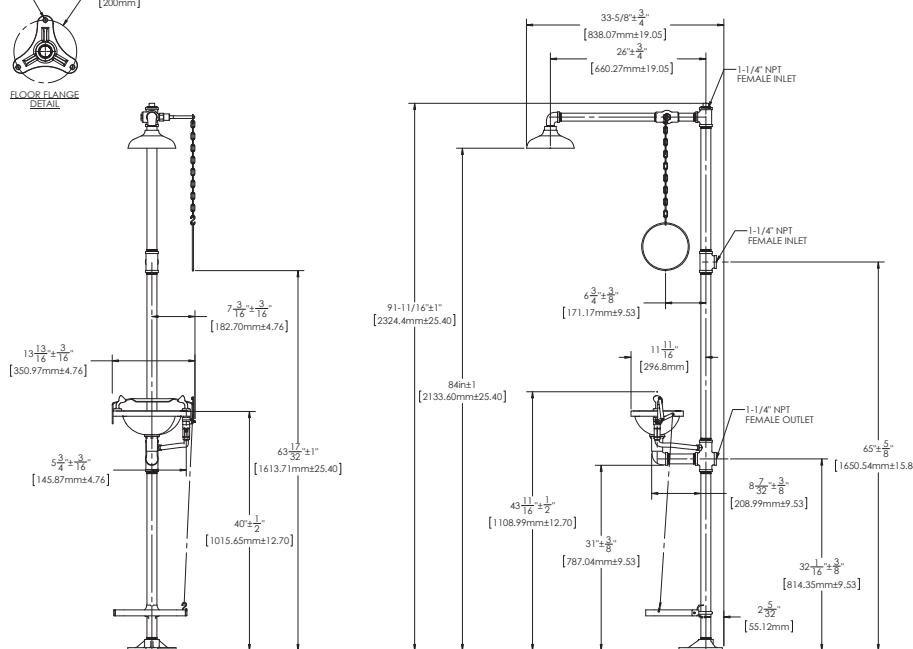 [200mm]
FLOOR FLANGE
DETAIL
33-5/8"±3/4"
[838.07mm±19.05]
26"±3/4"
[660.27mm±19.05]
1-1/4" NPT
FEMALE INLET
1-1/4" NPT
FEMALE INLET
7 3/16"±3/16"
[182.70mm±4.76]
13 13/16"±3/16"
[350.97mm±4.76]
91-11/16"±1"
[2324.4mm±25.40]
6 3/4"±3/8"
[171.17mm±9.53]
11 11/16"
[296.8mm]
84in±1
[2133.60mm±25.40]
1-1/4" NPT
FEMALE OUTLET
5 3/4"±3/16"
[145.87mm±4.76]
63 17/32"±1"
[1613.71mm±25.40]
65"±5/8"
[1650.54mm±15.8
8 7/32"±3/8"
[208.99mm±9.53]
43 11/16"±1/2"
[1108.99mm±12.70]
40"±1/2"
[1015.65mm±12.70]
31"±3/8"
[787.04mm±9.53]
32 1/16"±3/8"
[814.35mm±9.53]
2 5/32"
[55.12mm]